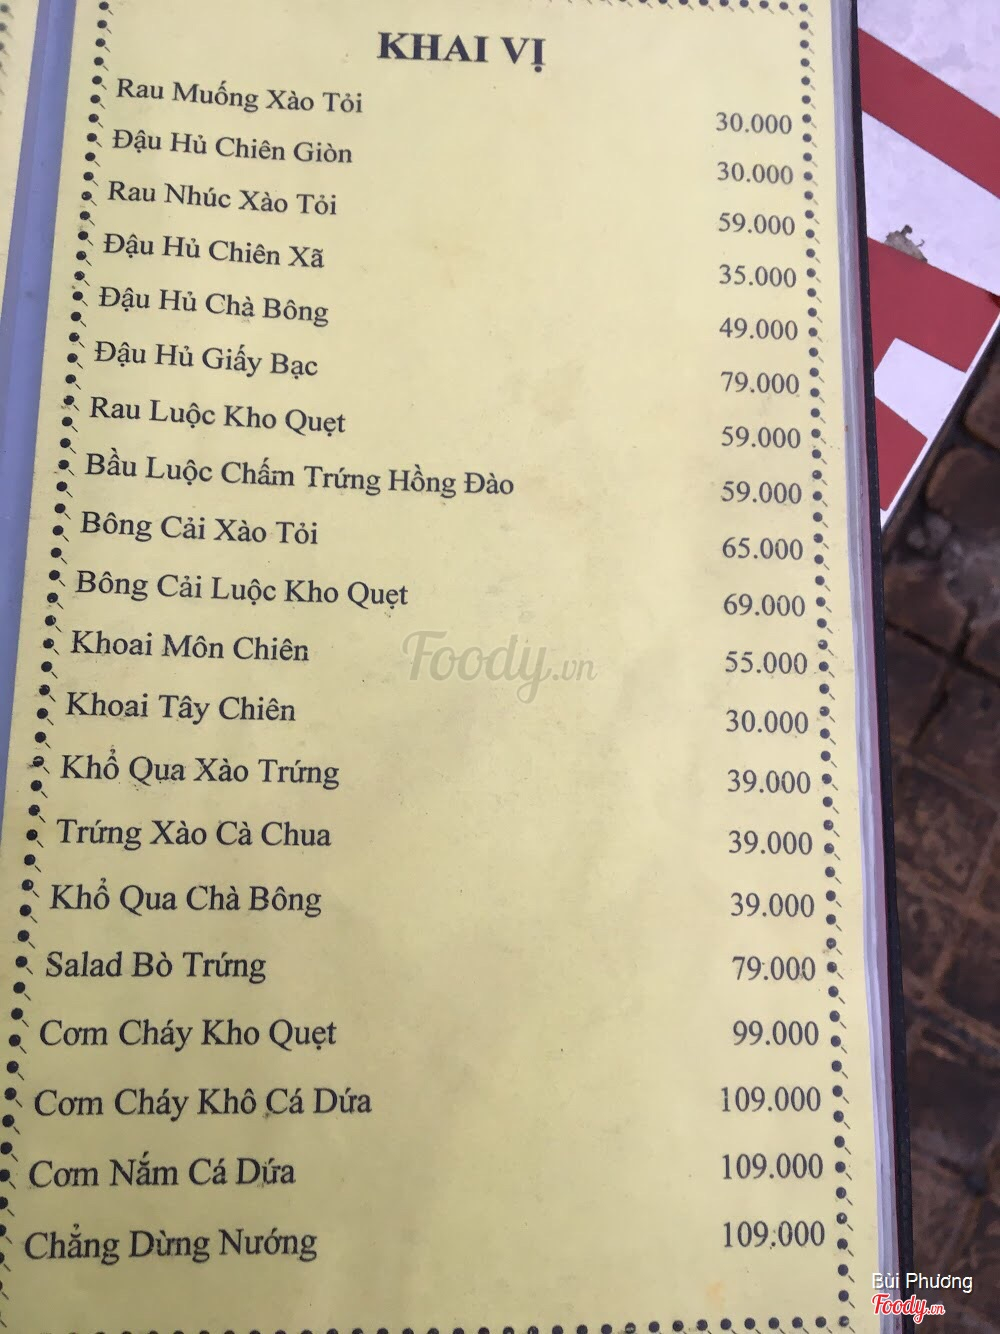 KHAI VỊ
Rau Muống Xào Tỏi 30.000
Đậu Hủ Chiên Giòn 30.000
Rau Nhúc Xào Tỏi 59.000
Đậu Hủ Chiên Xã 35.000
Đậu Hủ Chà Bông 49.000
Đậu Hủ Giấy Bạc 79.000
Rau Luộc Kho Quẹt 59.000
Bầu Luộc Chấm Trứng Hồng Đào 59.000
Bông Cải Xào Tỏi 65.000
Bông Cải Luộc Kho Quẹt 69.000
Khoai Môn Chiên 55.000
Khoai Tây Chiên 30.000
Khổ Qua Xào Trứng 39.000
Trứng Xào Cà Chua 39.000
Khổ Qua Chà Bông 39.000
Salad Bò Trứng 79.000
Cơm Cháy Kho Quẹt 99.000
Cơm Cháy Khô Cá Dứa 109.000
Cơm Nắm Cá Dứa 109.000
Chẳng Dừng Nướng 109.000
Foody.vn
Bùi Phương
Foody.vn